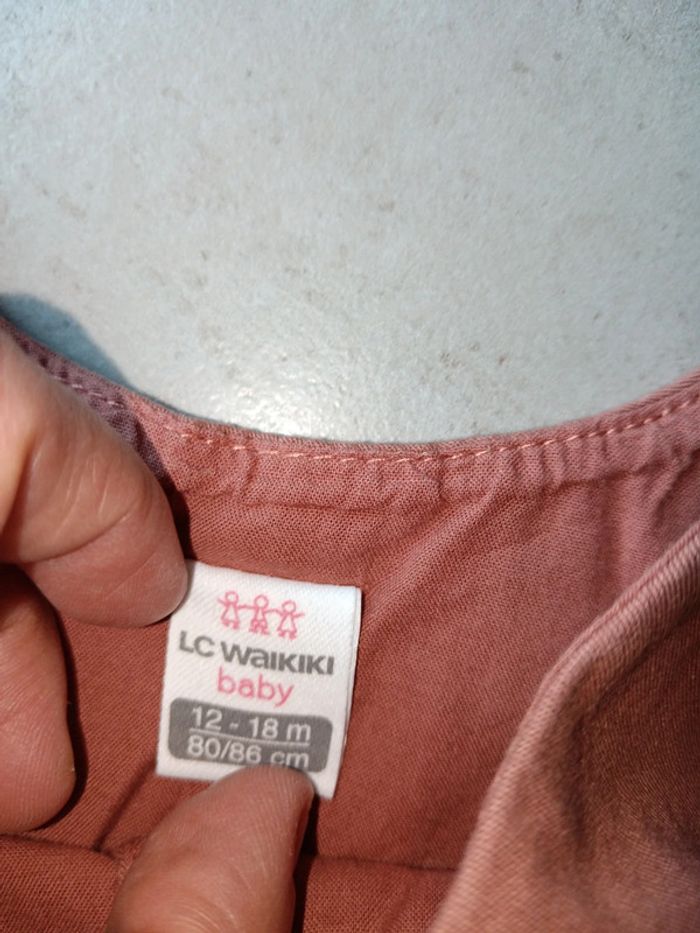 LC WAIKIKI
baby
12 - 18 m
80/86 cm